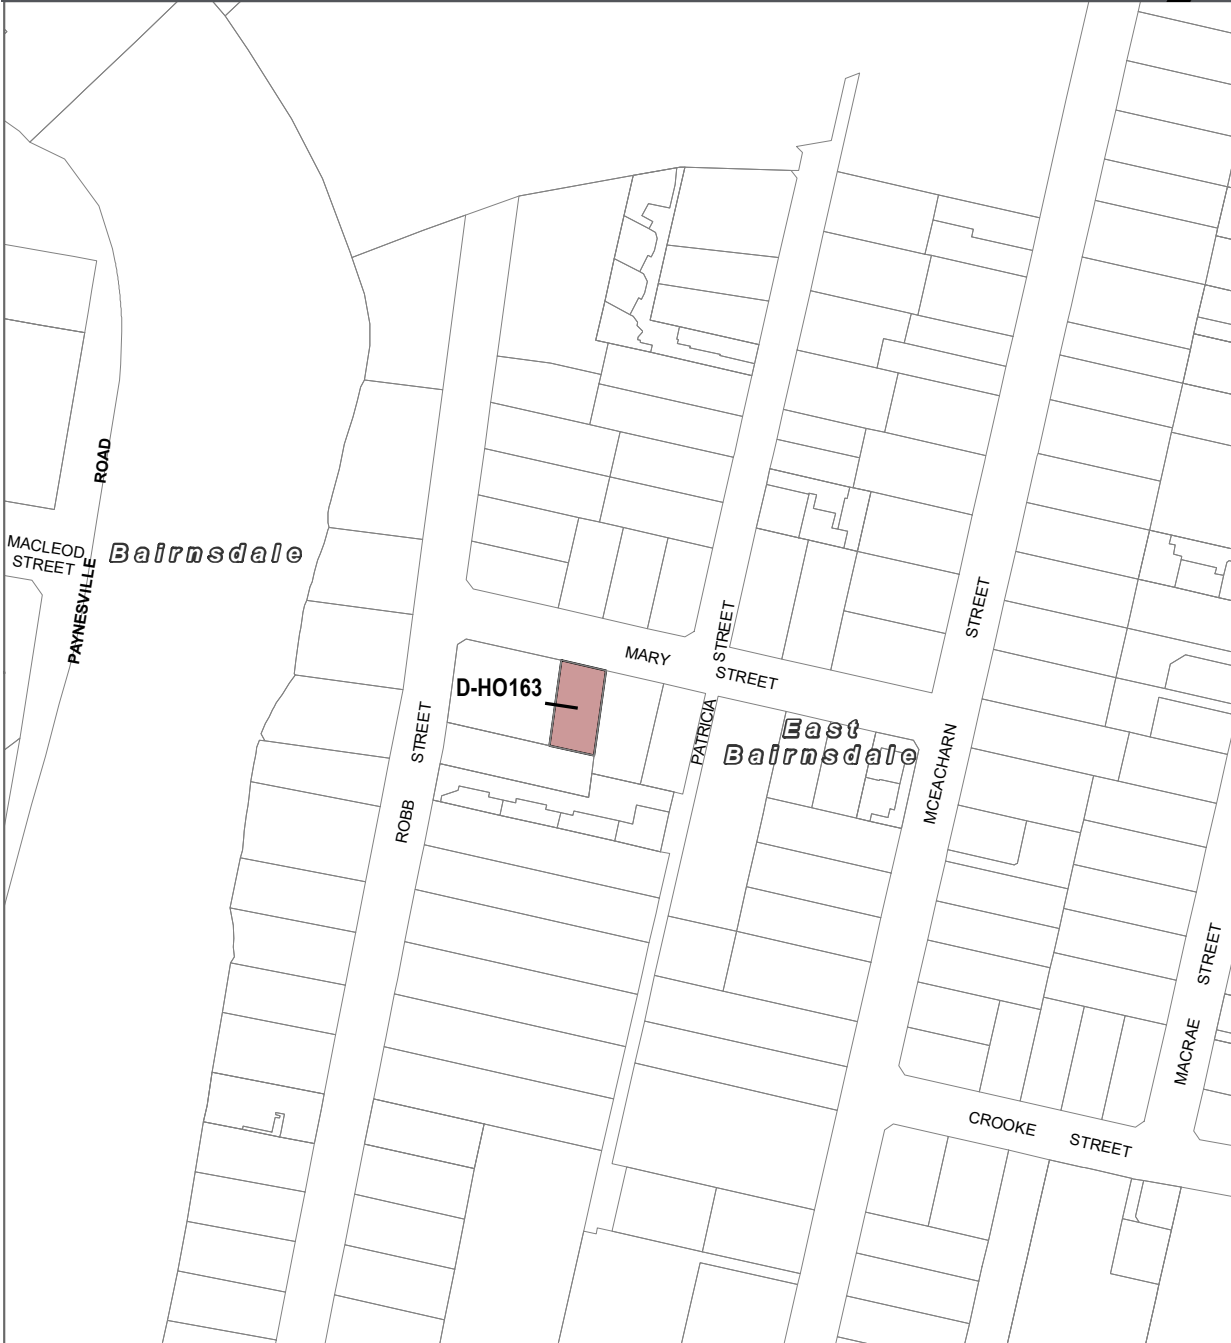 ROAD
MACLEOD
STREET
PAYNESVILLE
Bairnsdale
STREET
STREET
MARY
STREET
D-HO163
STREET
PATRICIA
East
Bairnsdale
MCEACHARN
ROBB
STREET
MACRAE
CROOKE
STREET